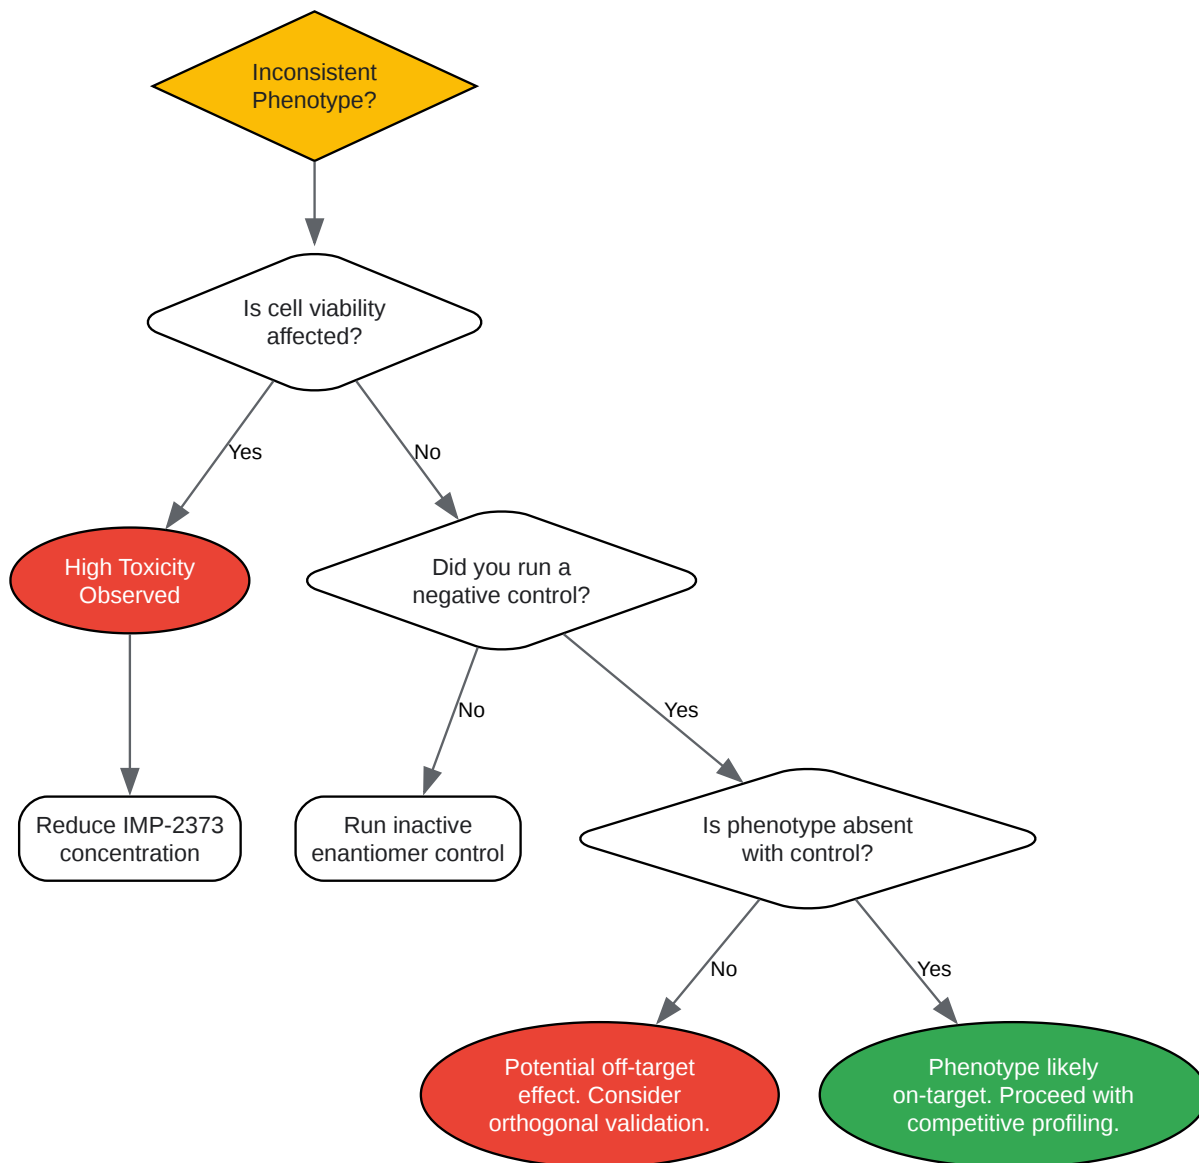 Inconsistent
Phenotype?
Is cell viability
affected?
Yes
No
High Toxicity
Observed
Did you run a
negative control?
No
Yes
Reduce IMP-2373
concentration
Run inactive
enantiomer control
Is phenotype absent
with control?
No
Yes
Potential off-target
effect. Consider
orthogonal validation.
Phenotype likely
on-target. Proceed with
competitive profiling.